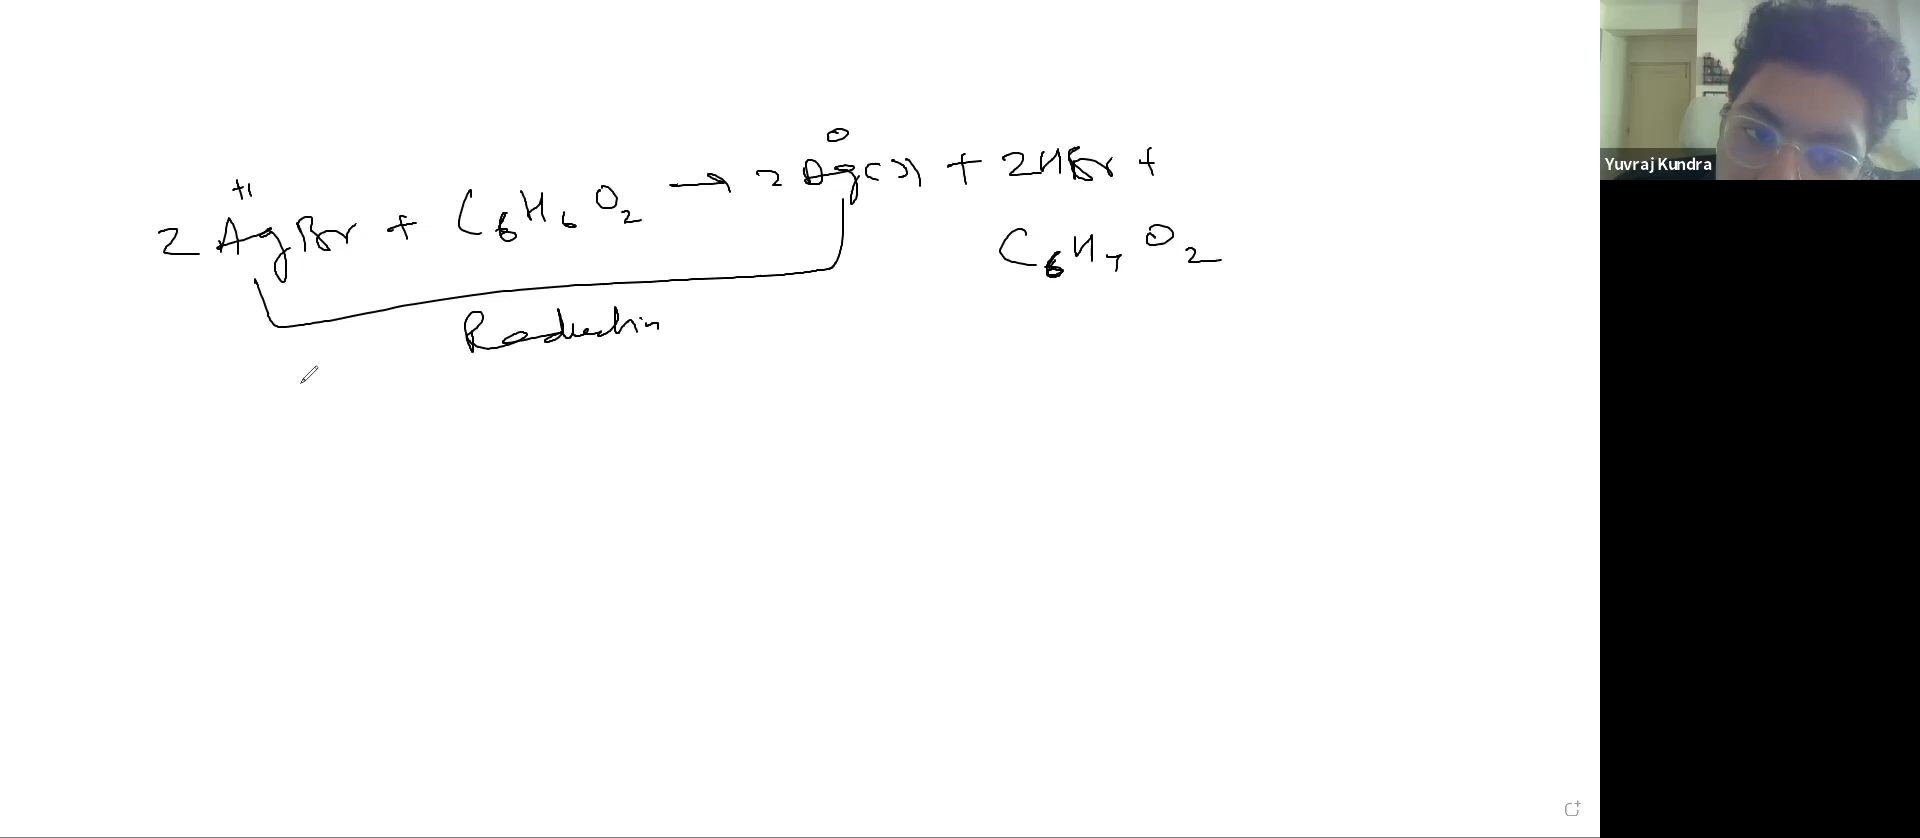 +1 0
2 AgBr + C₆H₆O₂ → 2 Ag(s) + 2HBr +
C₆H₄O₂
Reduction
Yuvraj Kundra